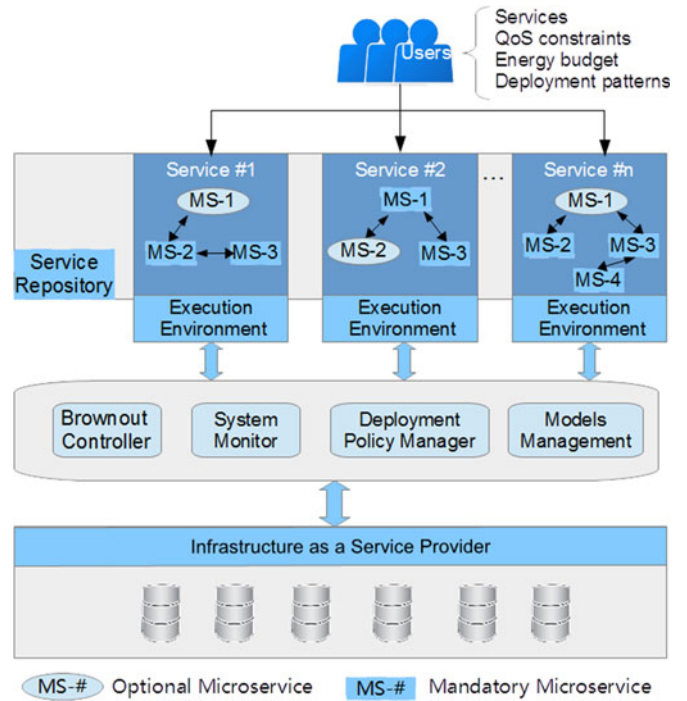 Users
Services
QoS constraints
Energy budget
Deployment patterns
Service Repository
Service #1
MS-1
MS-2
MS-3
Execution
Environment
Service #2
MS-1
MS-2
MS-3
Execution
Environment
...
Service #n
MS-1
MS-2
MS-3
MS-4
Execution
Environment
Brownout
Controller
System
Monitor
Deployment
Policy Manager
Models
Management
Infrastructure as a Service Provider
MS-# Optional Microservice
MS-# Mandatory Microservice